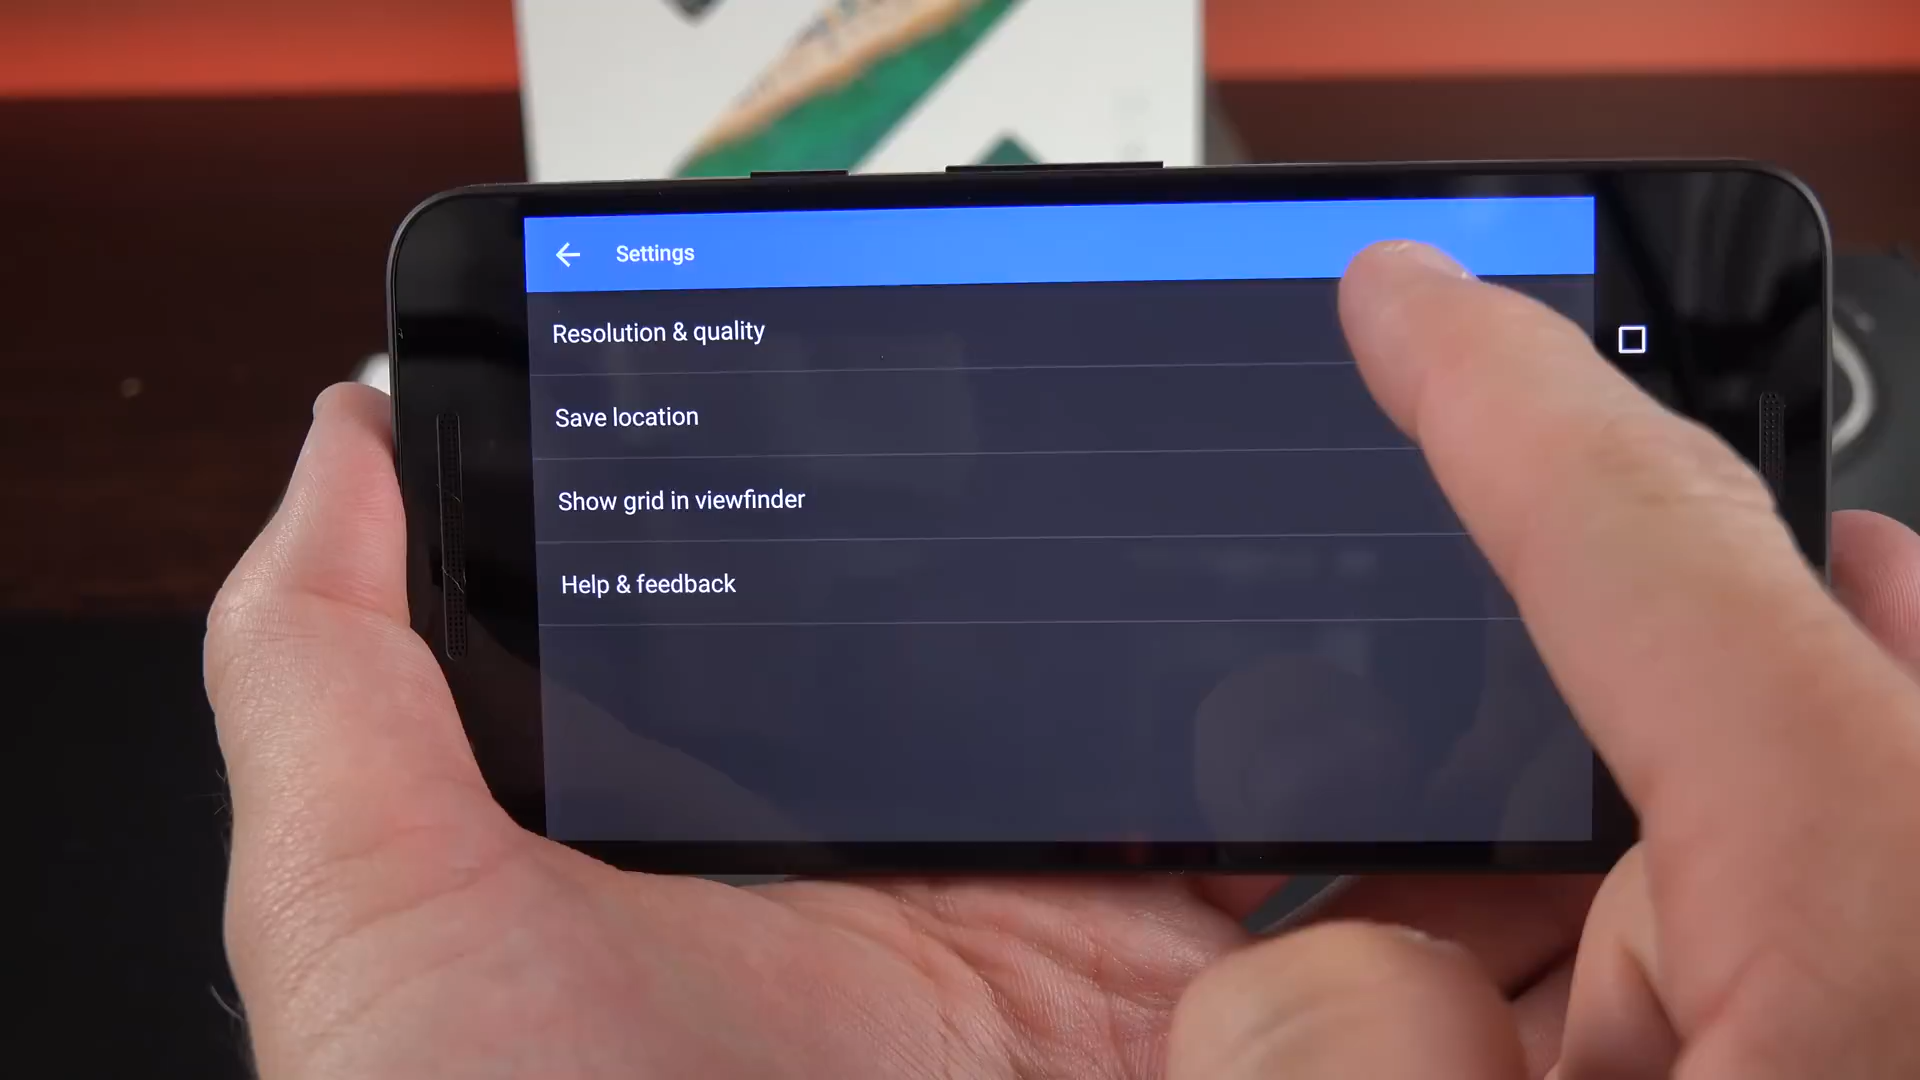 Settings
Resolution & quality
Save location
Show grid in viewfinder
Help & feedback